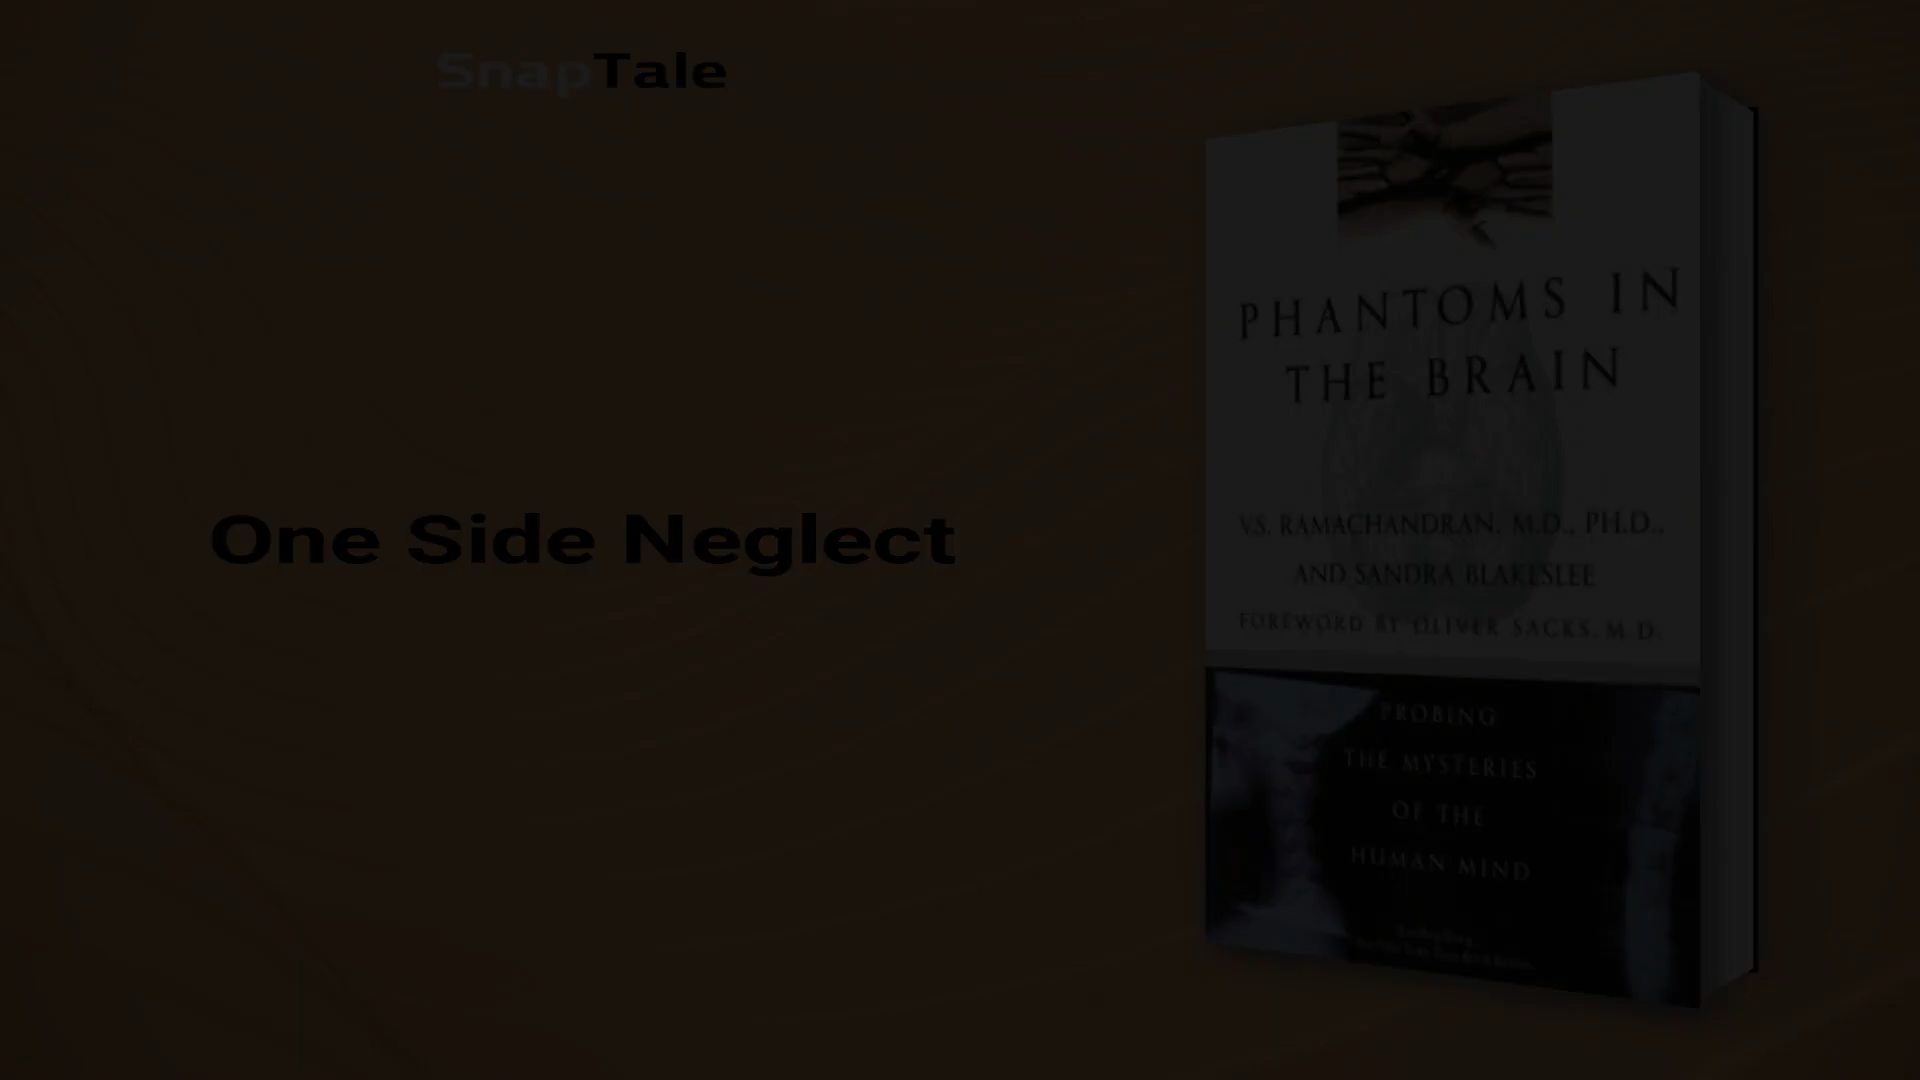 SnapTale
One Side Neglect
PHANTOMS IN
THE BRAIN
V.S. RAMACHANDRAN, M.D., PH.D.,
AND SANDRA BLAKESLEE
FOREWORD BY OLIVER SACKS, M.D.
PROBING
THE MYSTERIES
OF THE
HUMAN MIND